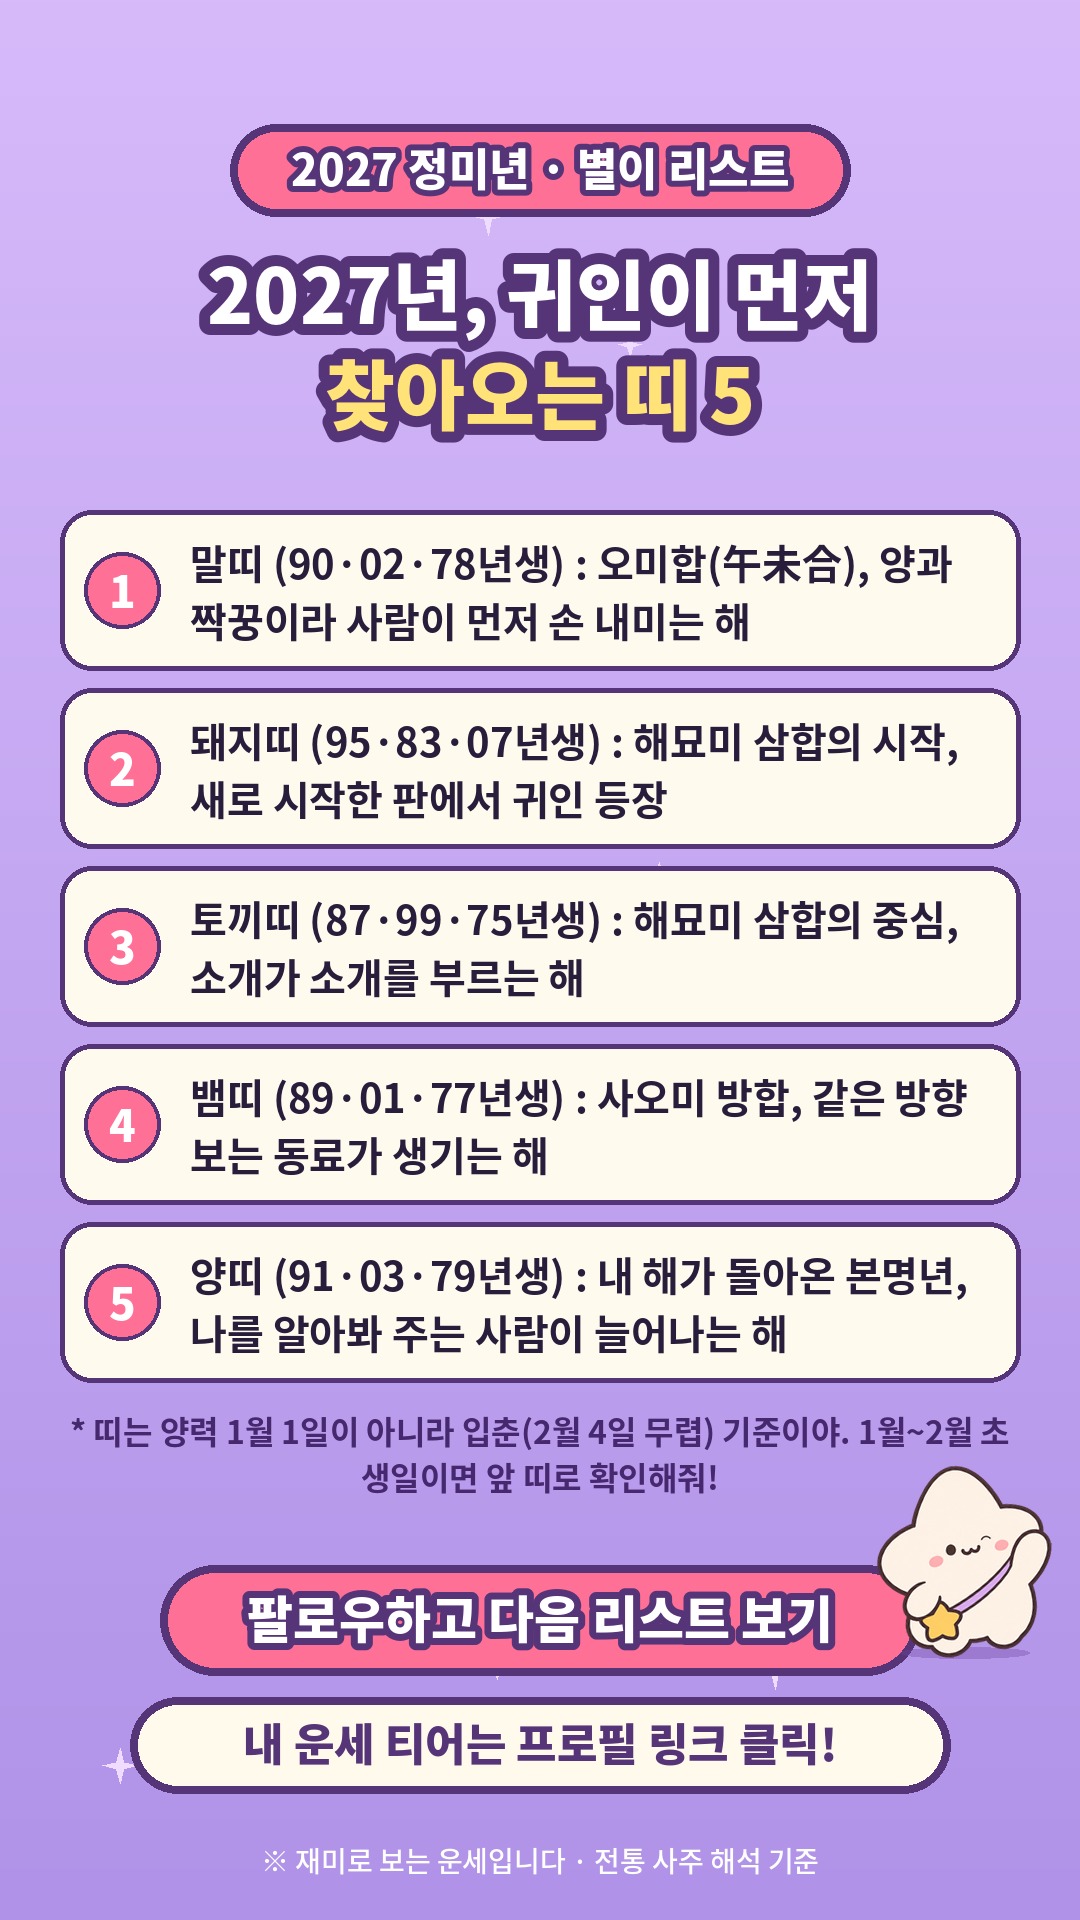 2027 정미년 · 별이 리스트
2027년, 귀인이 먼저
찾아오는 띠 5
1
말띠 (90·02·78년생) : 오미합(午未合), 양과
짝꿍이라 사람이 먼저 손 내미는 해
2
돼지띠 (95·83·07년생) : 해묘미 삼합의 시작,
새로 시작한 판에서 귀인 등장
3
토끼띠 (87·99·75년생) : 해묘미 삼합의 중심,
소개가 소개를 부르는 해
4
뱀띠 (89·01·77년생) : 사오미 방합, 같은 방향
보는 동료가 생기는 해
5
양띠 (91·03·79년생) : 내 해가 돌아온 본명년,
나를 알아봐 주는 사람이 늘어나는 해
* 띠는 양력 1월 1일이 아니라 입춘(2월 4일 무렵) 기준이야. 1월~2월 초
생일이면 앞 띠로 확인해줘!
팔로우하고 다음 리스트 보기
내 운세 티어는 프로필 링크 클릭!
※ 재미로 보는 운세입니다 · 전통 사주 해석 기준